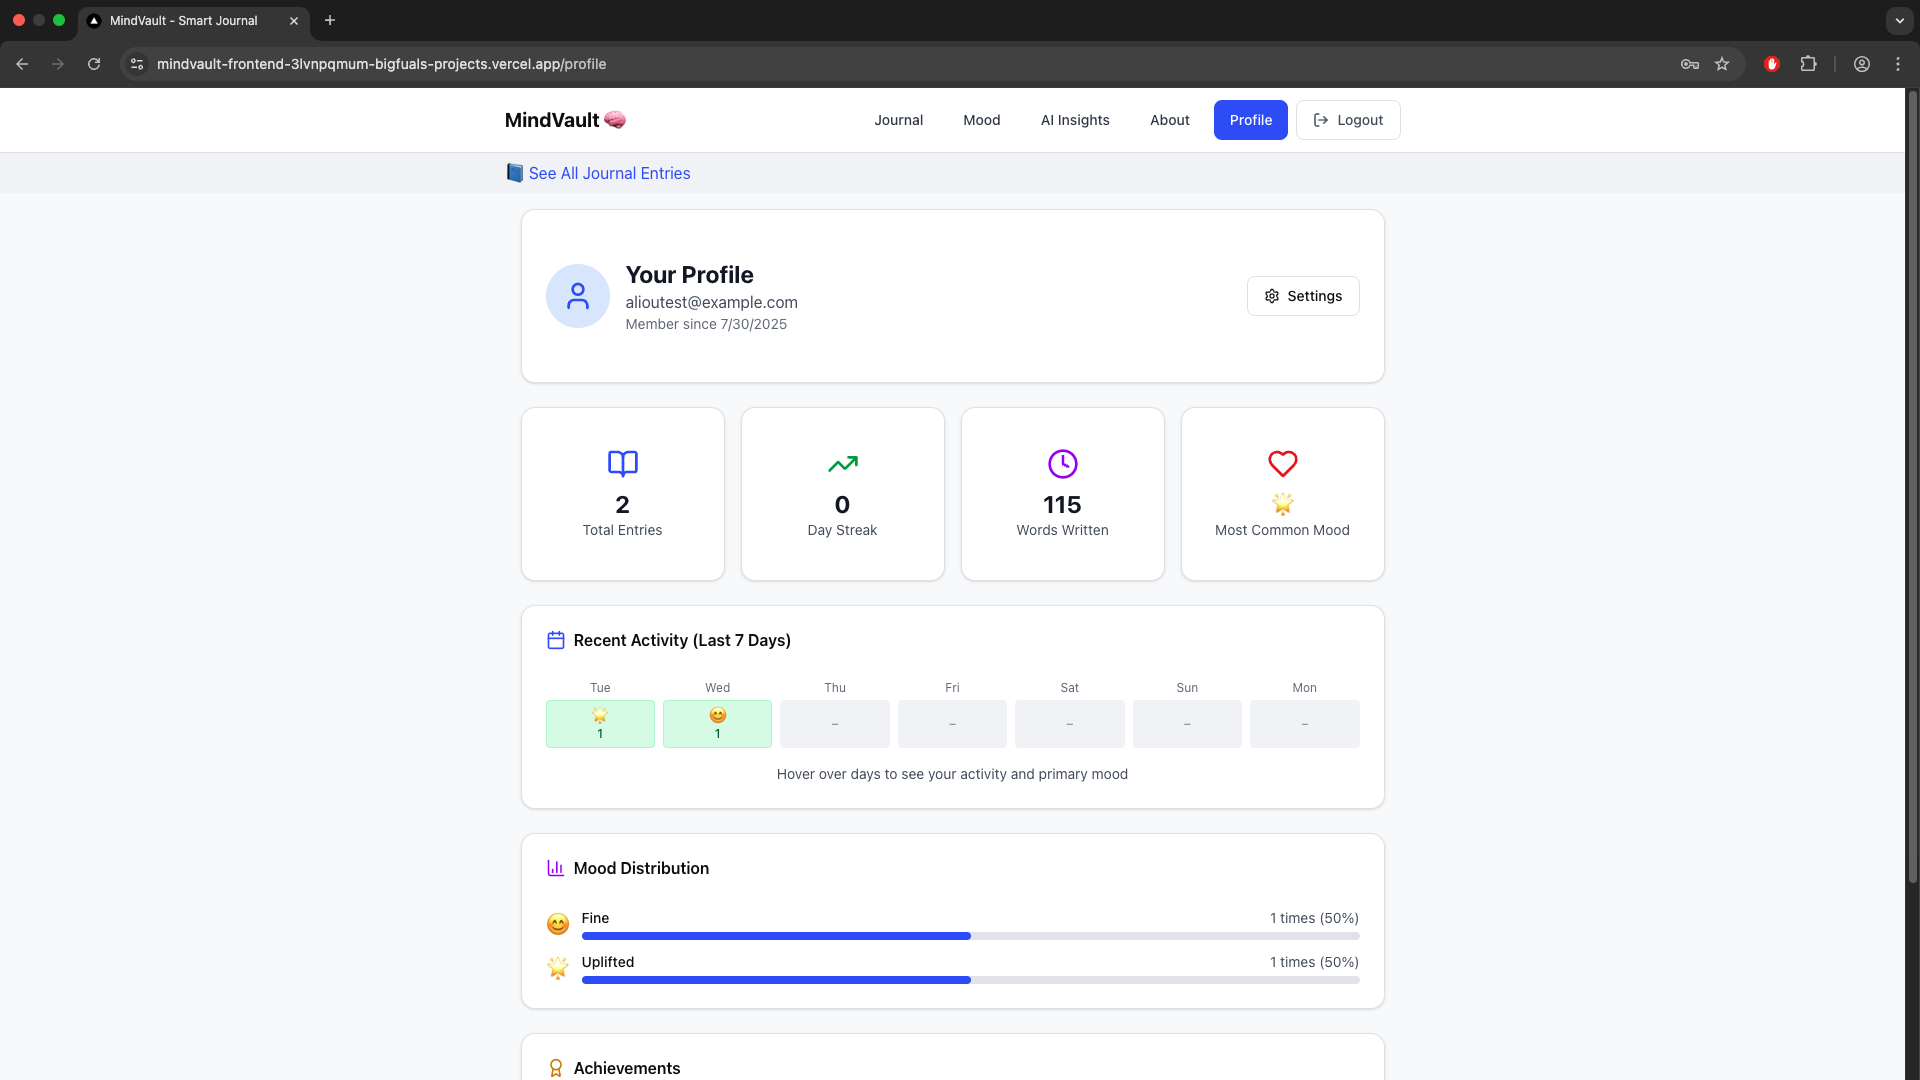 MindVault - Smart Journal
mindvault-frontend-3lvnpqmum-bigfuals-projects.vercel.app/profile
MindVault🧠 Journal Mood AI Insights About Profile Logout
📘 See All Journal Entries
Your Profile
alioutest@example.com
Member since 7/30/2025
Settings
2 0 115 🌟
Total Entries Day Streak Words Written Most Common Mood
Recent Activity (Last 7 Days)
Tue Wed Thu Fri Sat Sun Mon
🌟 😊
1 1 – – – – –
Hover over days to see your activity and primary mood
Mood Distribution
😊 Fine 1 times (50%)
🌟 Uplifted 1 times (50%)
Achievements